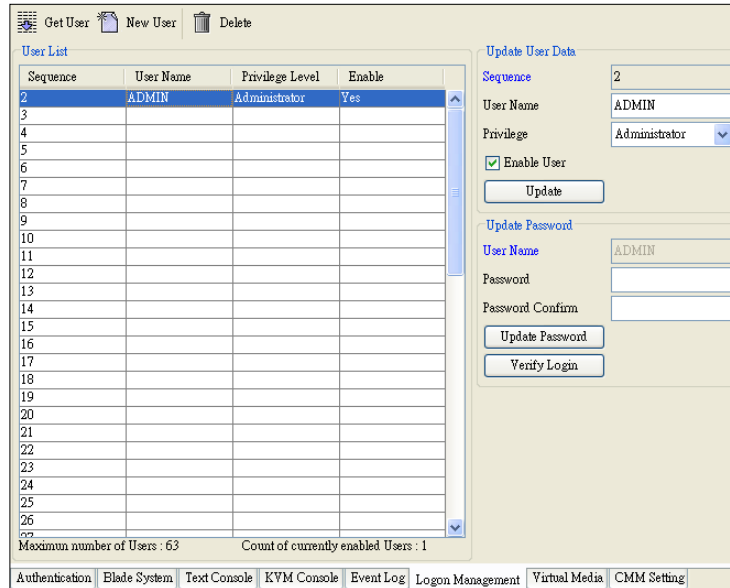 Get User New User Delete
User List
Sequence User Name Privilege Level Enable
2 ADMIN Administrator Yes
3
4
5
6
7
8
9
10
11
12
13
14
15
16
17
18
19
20
21
22
23
24
25
26
27
Maximun number of Users : 63 Count of currently enabled Users : 1
Update User Data
Sequence 2
User Name ADMIN
Privilege Administrator
Enable User
Update
Update Password
User Name ADMIN
Password
Password Confirm
Update Password
Verify Login
Authentication Blade System Text Console KVM Console Event Log Logon Management Virtual Media CMM Setting